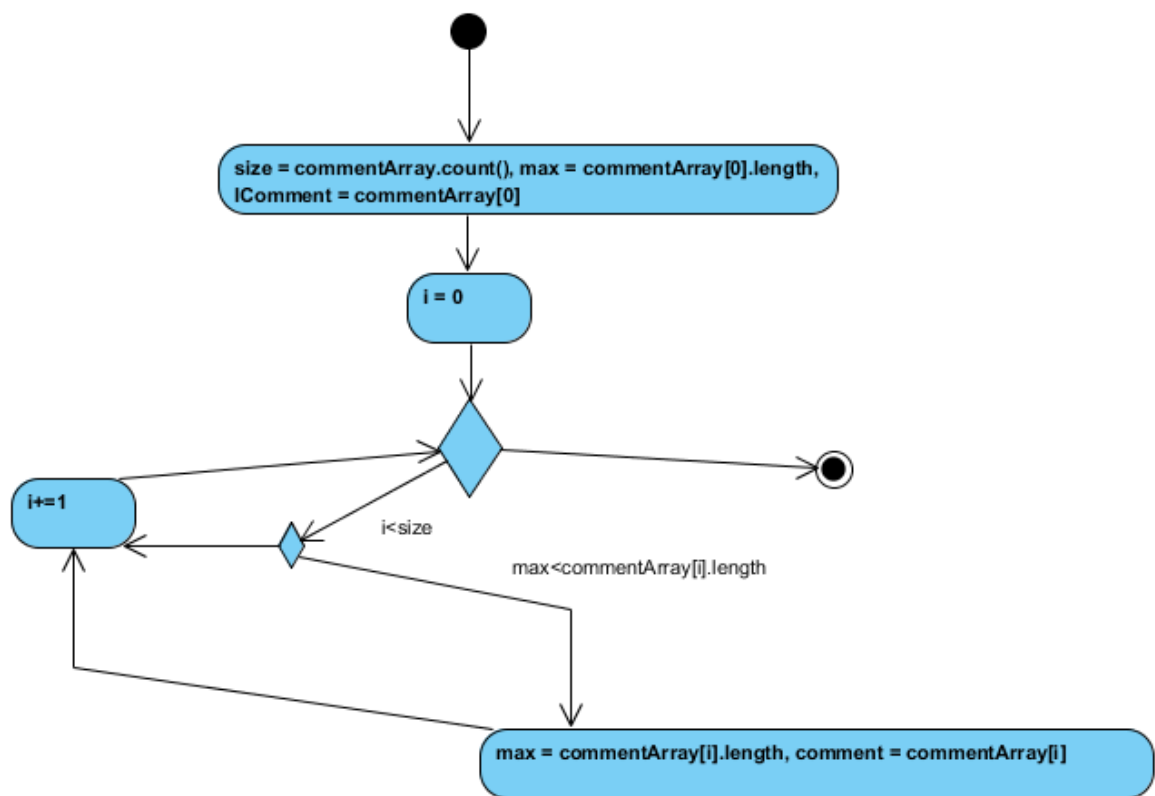 size = commentArray.count(), max = commentArray[0].length,
lComment = commentArray[0]
i = 0
i+=1
i<size
max<commentArray[i].length
max = commentArray[i].length, comment = commentArray[i]